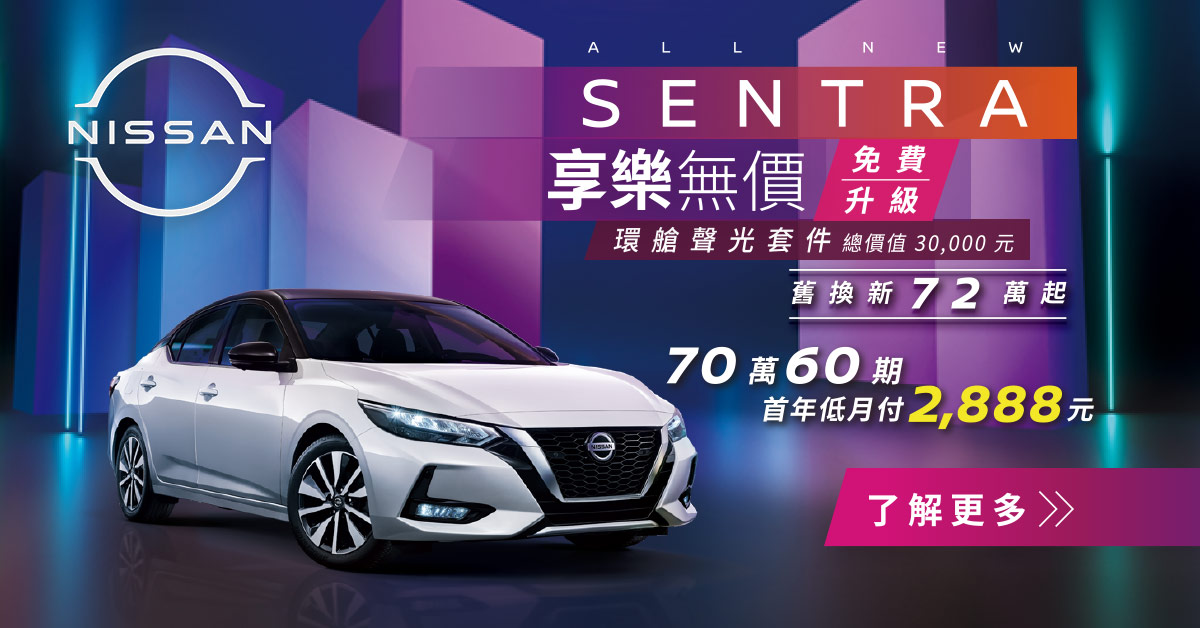 NISSAN
ALL NEW
SENTRA
享樂無價
免費
升級
環艙聲光套件 總價值 30,000 元
舊換新 72 萬起
70 萬 60 期
首年低月付 2,888 元
NISSAN
了解更多